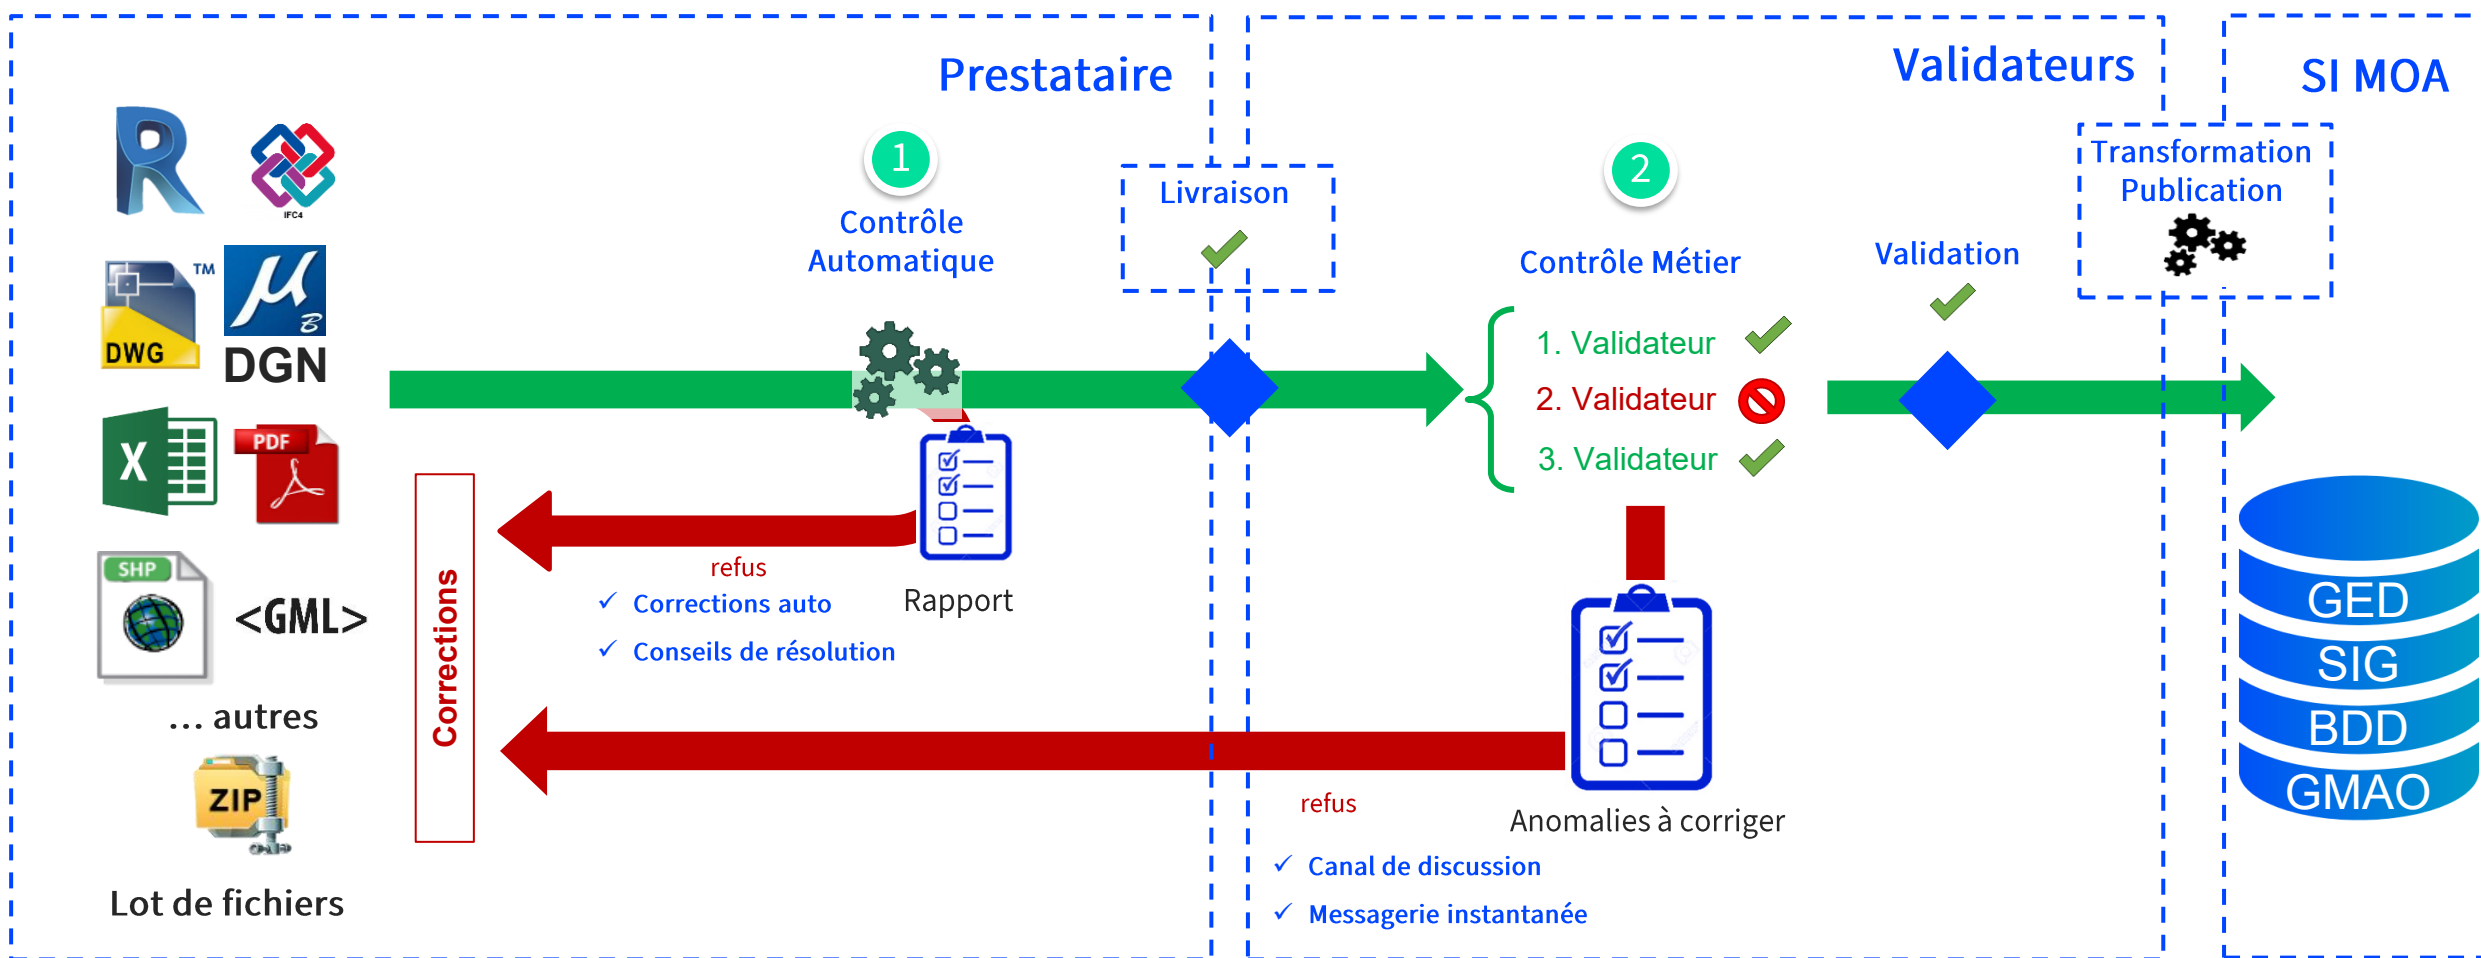 Prestataire
Validateurs
SI MOA
IFC4
TM
DWG
B
DGN
X
PDF
SHP
<GML>
... autres
ZIP
Lot de fichiers
1
Contrôle
Automatique
Livraison
2
Contrôle Métier
1. Validateur
2. Validateur
3. Validateur
Validation
Transformation
Publication
Corrections
refus
Corrections auto
Conseils de résolution
Rapport
refus
Canal de discussion
Messagerie instantanée
Anomalies à corriger
GED
SIG
BDD
GMAO